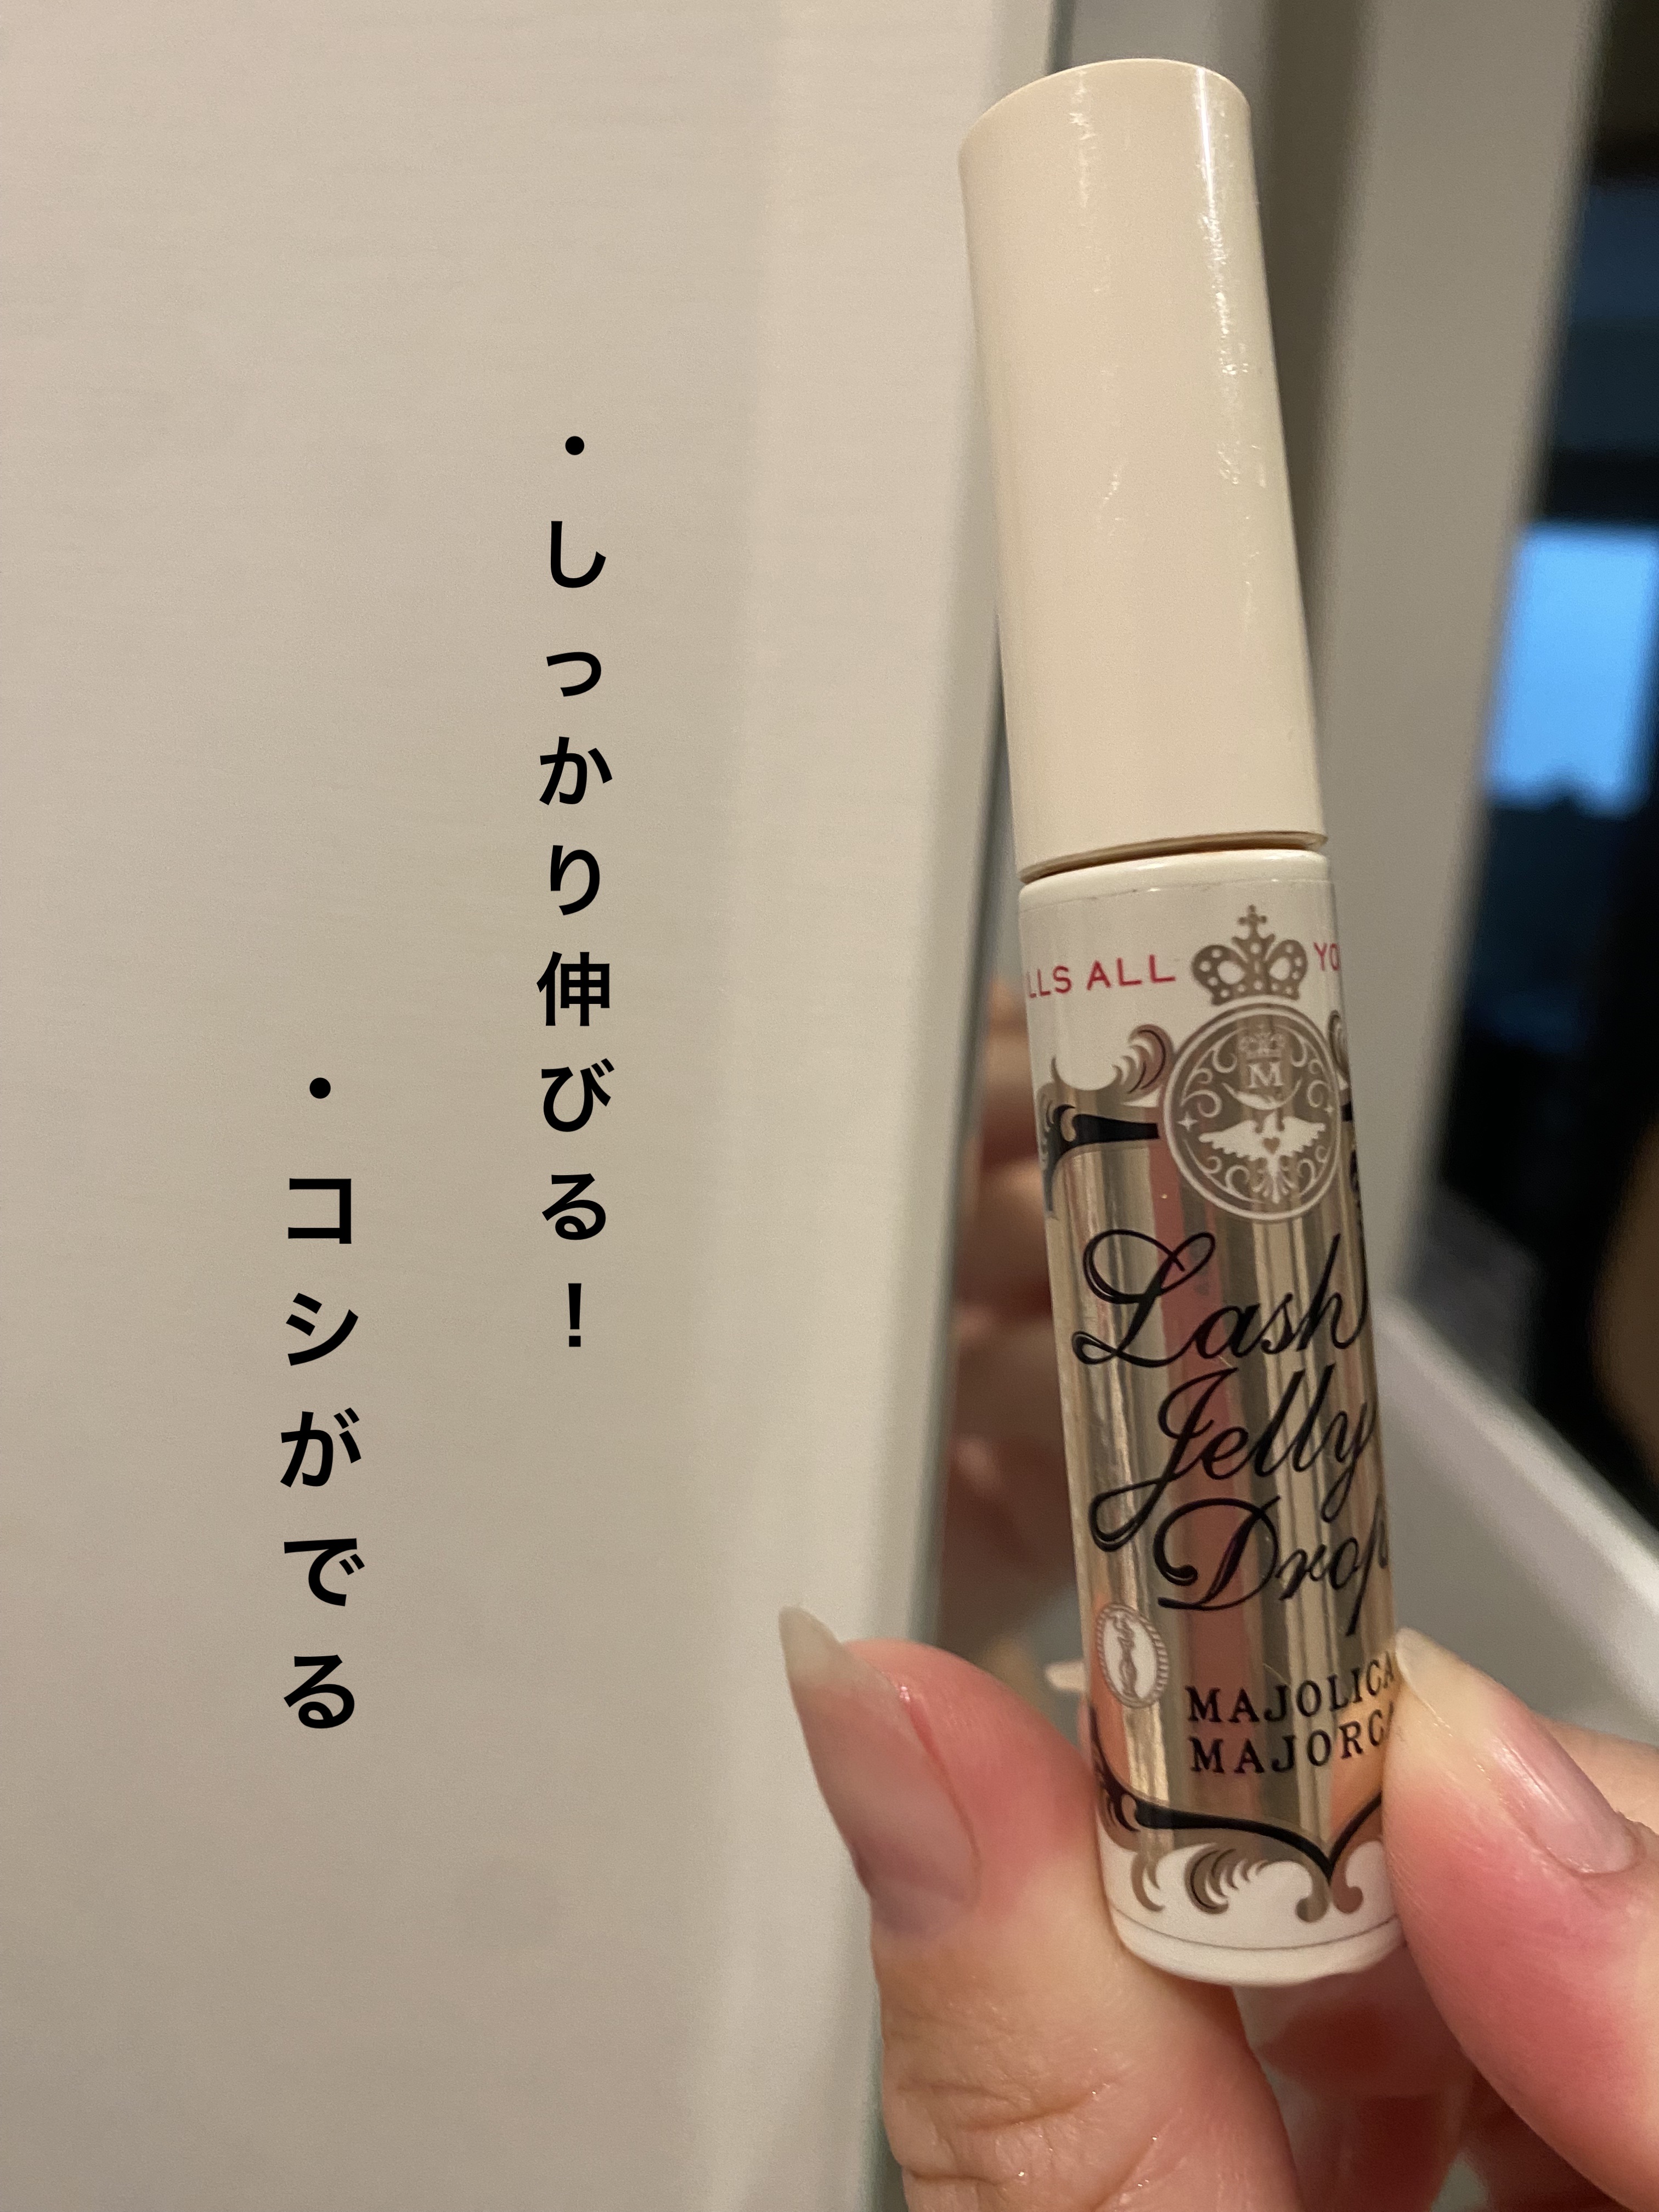 ・しっかり伸びる！
・コシがでる
LLS ALL YO
M
Lash
Jelly
Drop
MAJOLICA
MAJORCA